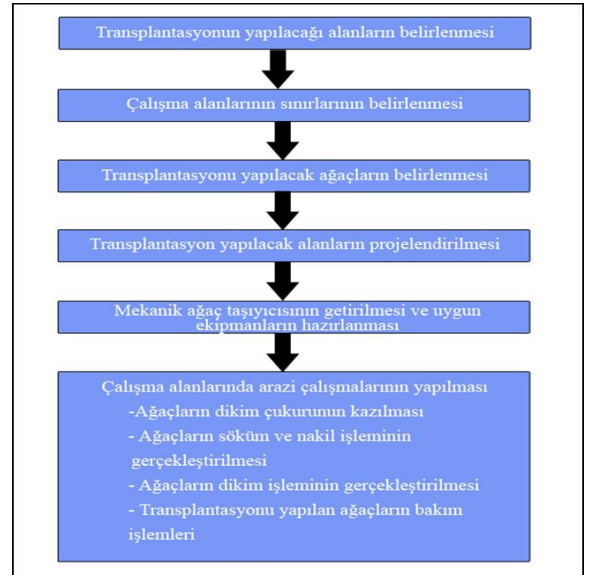 Transplantasyonun yapılacağı alanların belirlenmesi
Çalışma alanlarının sınırlarının belirlenmesi
Transplantasyonu yapılacak ağaçların belirlenmesi
Transplantasyon yapılacak alanların projelendirilmesi
Mekanik ağaç taşıyıcısının getirilmesi ve uygun
ekipmanların hazırlanması
Çalışma alanlarında arazi çalışmalarının yapılması
-Ağaçların dikim çukurunun kazılması
- Ağaçların söküm ve nakil işleminin
gerçekleştirilmesi
- Ağaçların dikim işleminin gerçekleştirilmesi
- Transplantasyonu yapılan ağaçların bakım
işlemleri